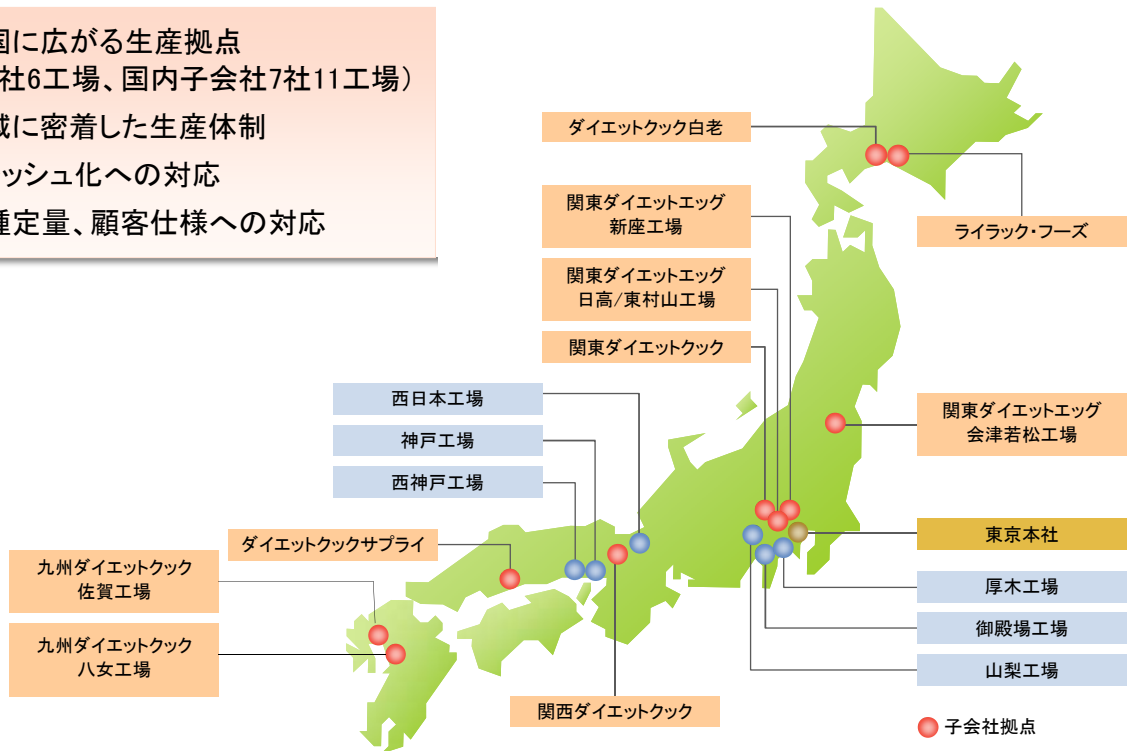 国に広がる生産拠点
社6工場、国内子会社7社11工場）
域に密着した生産体制
ッシュ化への対応
種定量、顧客仕様への対応
ダイエットクック白老
関東ダイエットエッグ
新座工場
ライラック・フーズ
関東ダイエットエッグ
日高/東村山工場
関東ダイエットクック
西日本工場
神戸工場
西神戸工場
関東ダイエットエッグ
会津若松工場
東京本社
ダイエットクックサプライ
九州ダイエットクック
佐賀工場
厚木工場
御殿場工場
九州ダイエットクック
八女工場
山梨工場
関西ダイエットクック
子会社拠点